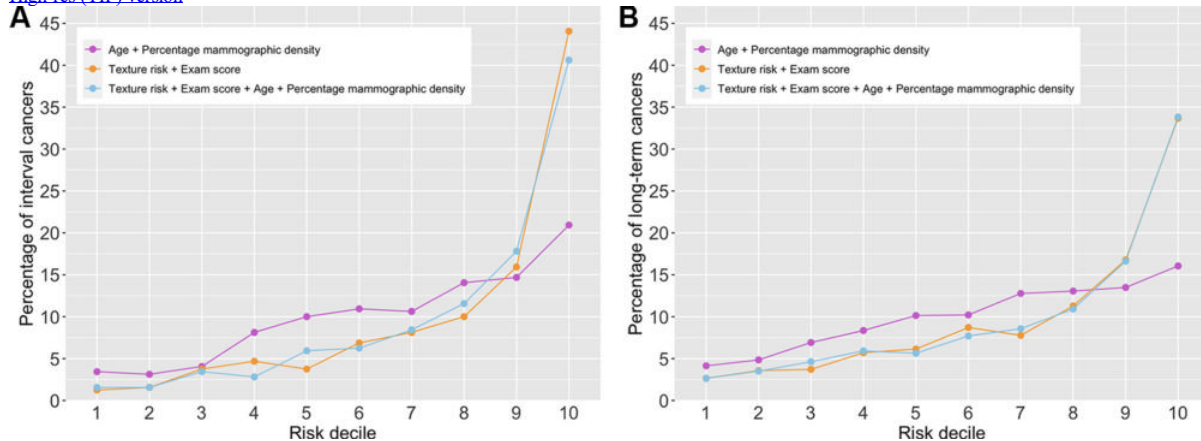 High-res (TIF) version
A
Percentage of interval cancers
45
40
35
30
25
20
15
10
5
0
Age + Percentage mammographic density
Texture risk + Exam score
Texture risk + Exam score + Age + Percentage mammographic density
1 2 3 4 5 6 7 8 9 10
Risk decile
B
Percentage of long-term cancers
45
40
35
30
25
20
15
10
5
0
Age + Percentage mammographic density
Texture risk + Exam score
Texture risk + Exam score + Age + Percentage mammographic density
1 2 3 4 5 6 7 8 9 10
Risk decile